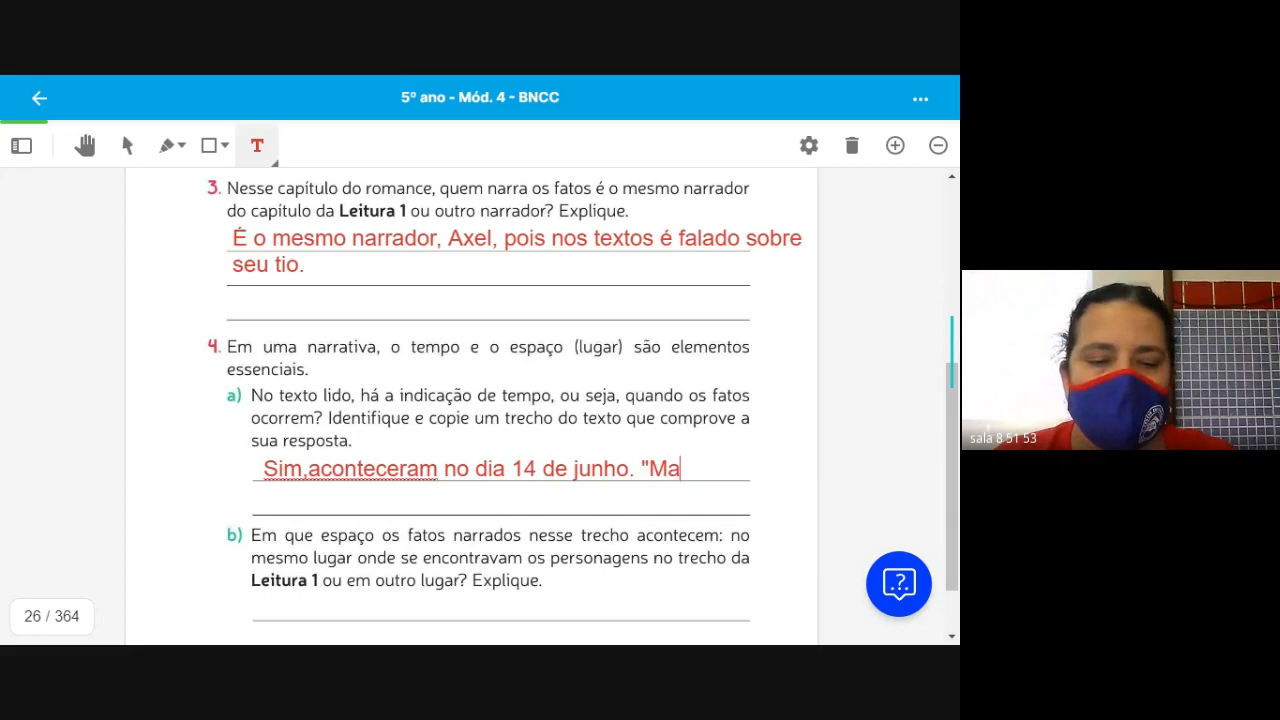 5º ano - Mód. 4 - BNCC
T
3. Nesse capítulo do romance, quem narra os fatos é o mesmo narrador
do capítulo da Leitura 1 ou outro narrador? Explique.
É o mesmo narrador, Axel, pois nos textos é falado sobre
seu tio.
4. Em uma narrativa, o tempo e o espaço (lugar) são elementos
essenciais.
a) No texto lido, há a indicação de tempo, ou seja, quando os fatos
ocorrem? Identifique e copie um trecho do texto que comprove a
sua resposta.
Sim,aconteceram no dia 14 de junho. "Ma
b) Em que espaço os fatos narrados nesse trecho acontecem: no
mesmo lugar onde se encontravam os personagens no trecho da
Leitura 1 ou em outro lugar? Explique.
26 / 364
sala 8 51 53